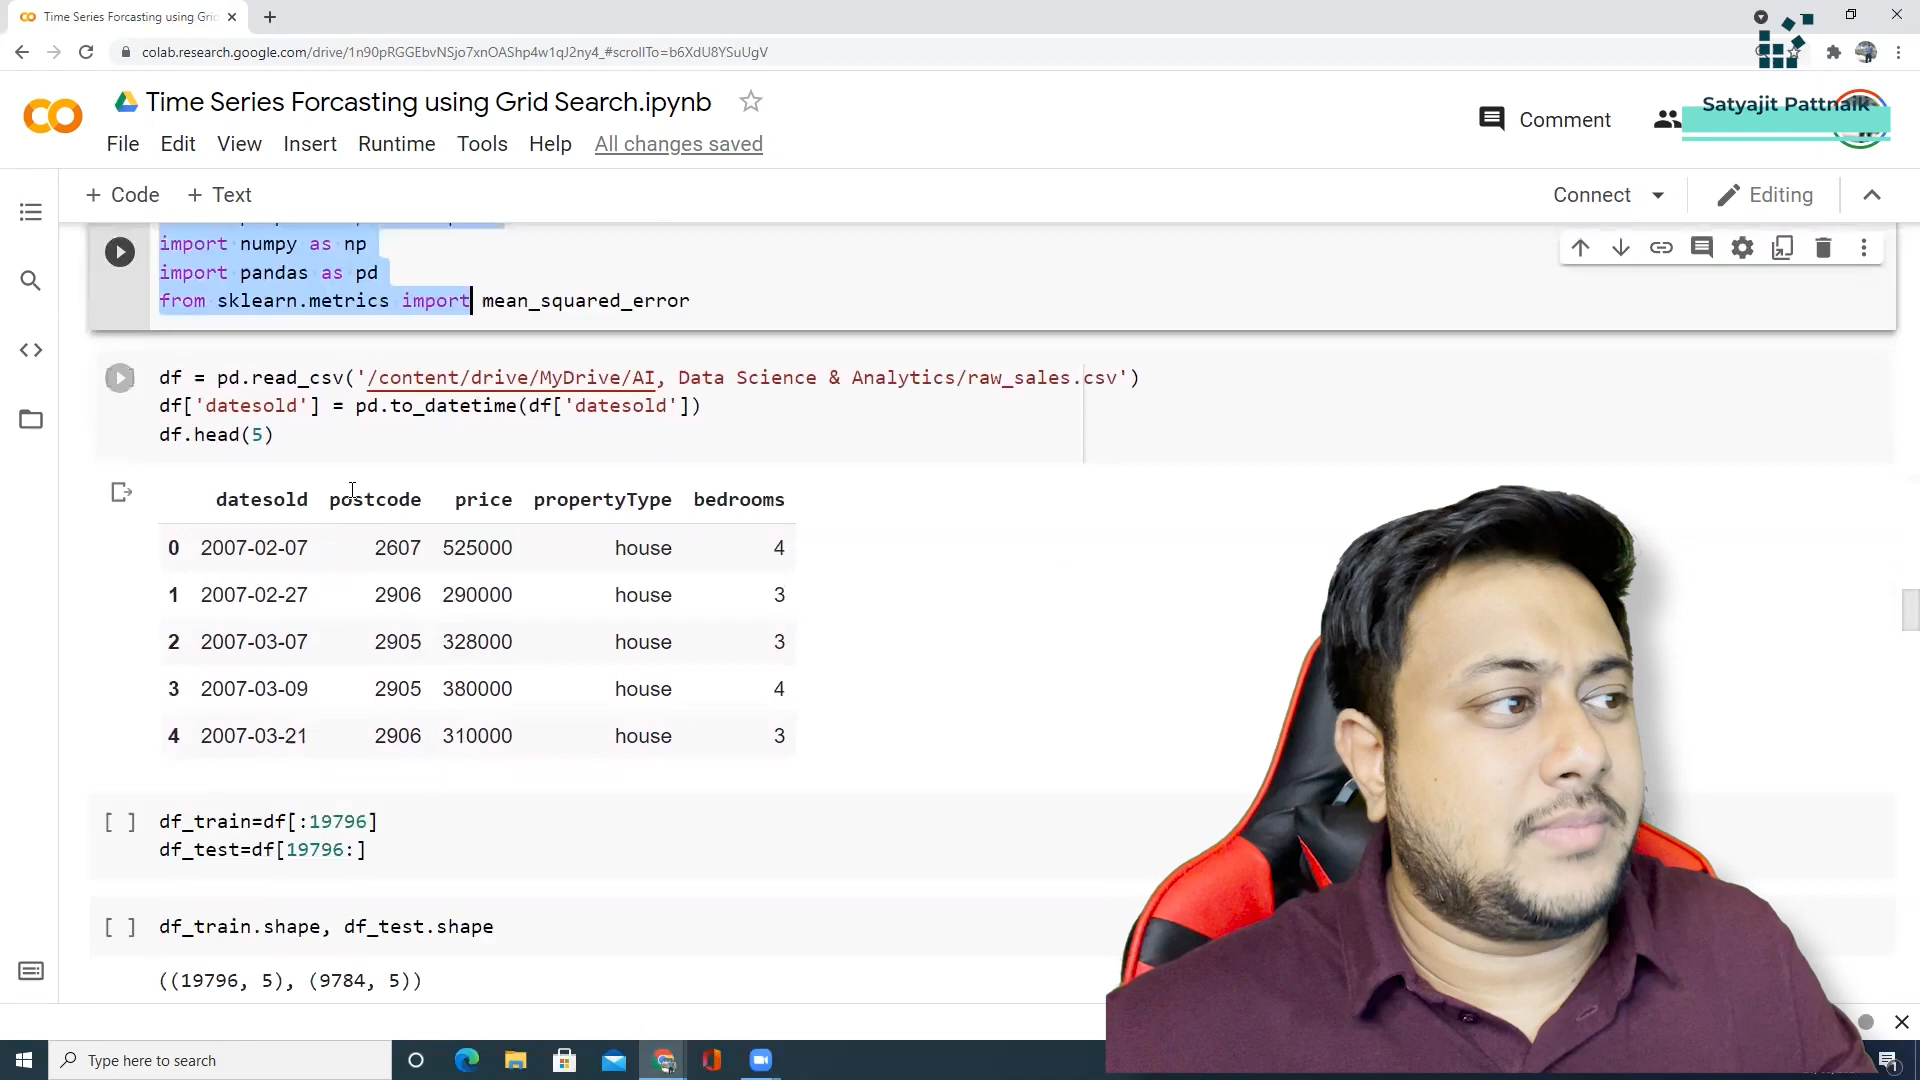 Time Series Forcasting using Gri
colab.research.google.com/drive/1n90pRGGEbvNSjo7xnOAShp4w1qJ2ny4_#scrollTo=b6XdU8YSuUgV
Time Series Forcasting using Grid Search.ipynb
Comment
Satyajit Pattnaik
File Edit View Insert Runtime Tools Help All changes saved
+ Code + Text
Connect
Editing
import numpy as np
import pandas as pd
from sklearn.metrics import mean_squared_error
df = pd.read_csv('/content/drive/MyDrive/AI, Data Science & Analytics/raw_sales.csv')
df['datesold'] = pd.to_datetime(df['datesold'])
df.head(5)
datesold postcode price propertyType bedrooms
0 2007-02-07 2607 525000 house 4
1 2007-02-27 2906 290000 house 3
2 2007-03-07 2905 328000 house 3
3 2007-03-09 2905 380000 house 4
4 2007-03-21 2906 310000 house 3
[ ] df_train=df[:19796]
df_test=df[19796:]
[ ] df_train.shape, df_test.shape
((19796, 5), (9784, 5))
Type here to search